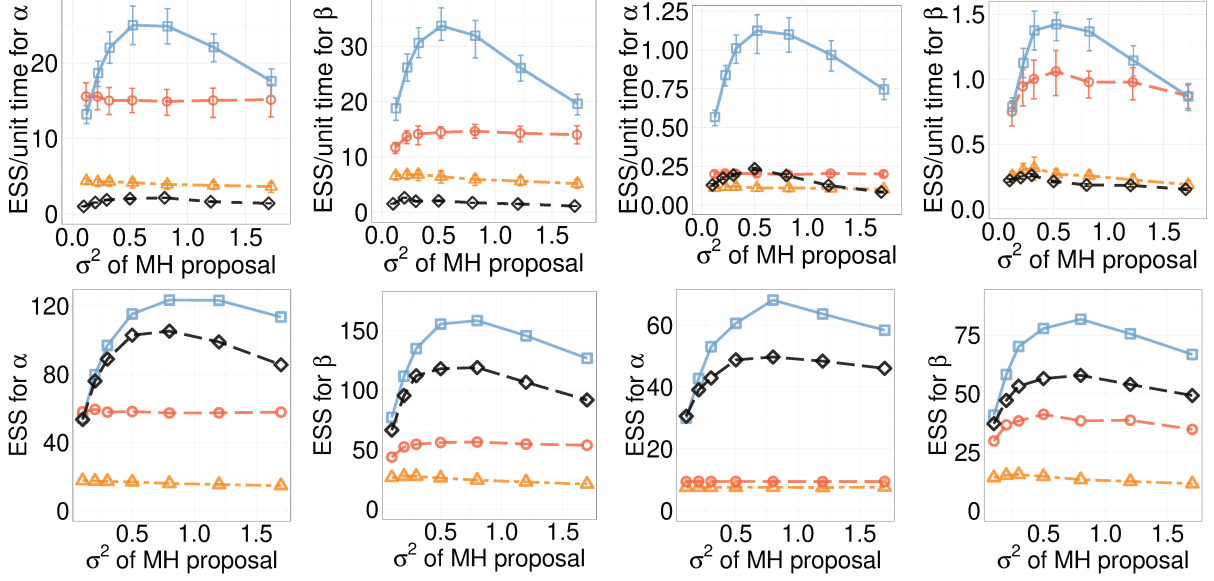 ESS/unit time for α
20
10
0
0.0 0.5 1.0 1.5
σ² of MH proposal
ESS/unit time for β
30
20
10
0
0.0 0.5 1.0 1.5
σ² of MH proposal
ESS/unit time for α
1.25
1.00
0.75
0.50
0.25
0.00
0.0 0.5 1.0 1.5
σ² of MH proposal
ESS/unit time for β
1.5
1.0
0.5
0.0
0.0 0.5 1.0 1.5
σ² of MH proposal
ESS for α
120
80
40
0
0.5 1.0 1.5
σ² of MH proposal
ESS for β
150
100
50
0
0.5 1.0 1.5
σ² of MH proposal
ESS for α
60
40
20
0
0.5 1.0 1.5
σ² of MH proposal
ESS for β
75
50
25
0
0.5 1.0 1.5
σ² of MH proposal